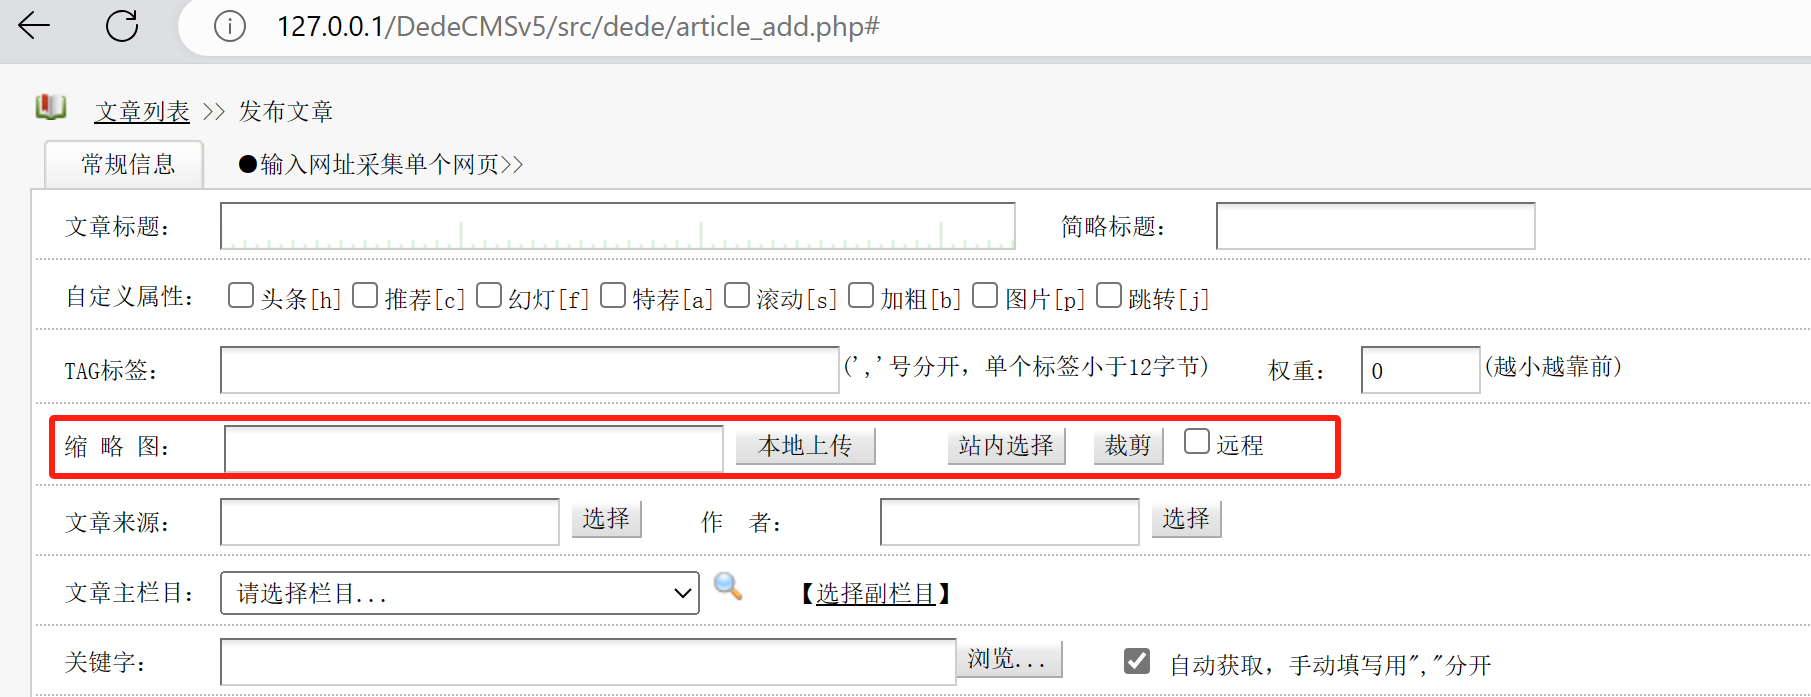 127.0.0.1/DedeCMSv5/src/dede/article_add.php#
文章列表 >> 发布文章
常规信息 ●输入网址采集单个网页>>
文章标题: 简略标题:
自定义属性: 头条[h] 推荐[c] 幻灯[f] 特荐[a] 滚动[s] 加粗[b] 图片[p] 跳转[j]
TAG标签: (','号分开，单个标签小于12字节) 权重: 0 (越小越靠前)
缩 略 图: 本地上传 站内选择 裁剪 远程
文章来源: 选择 作 者: 选择
文章主栏目: 请选择栏目... 【选择副栏目】
关键字: 浏览... 自动获取，手动填写用","分开